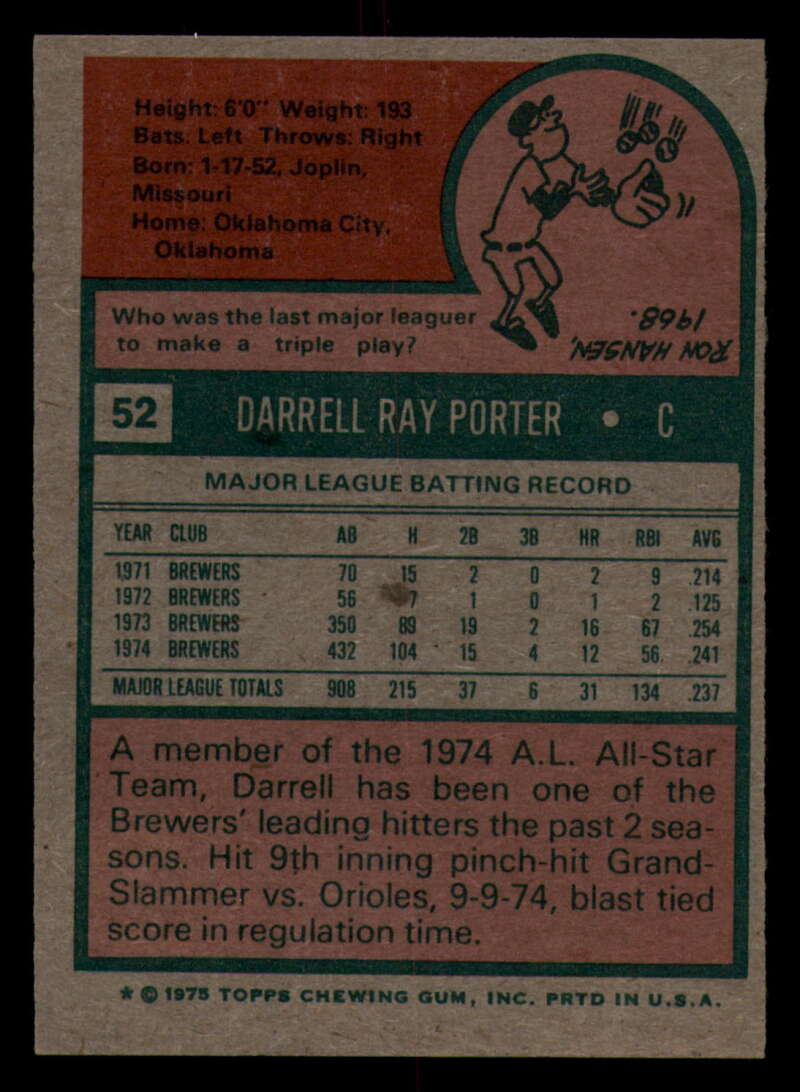 Height: 6'0" Weight: 193
Bats: Left Throws: Right
Born: 1-17-52, Joplin,
Missouri
Home: Oklahoma City,
Oklahoma
Who was the last major leaguer
to make a triple play?
RON HANSEN,
1968.
52 DARRELL RAY PORTER • C
MAJOR LEAGUE BATTING RECORD
YEAR CLUB AB H 2B 3B HR RBI AVG
1971 BREWERS 70 15 2 0 2 9 .214
1972 BREWERS 56 7 1 0 1 2 .125
1973 BREWERS 350 89 19 2 16 67 .254
1974 BREWERS 432 104 15 4 12 56 .241
MAJOR LEAGUE TOTALS 908 215 37 6 31 134 .237
A member of the 1974 A.L. All-Star
Team, Darrell has been one of the
Brewers' leading hitters the past 2 sea-
sons. Hit 9th inning pinch-hit Grand-
Slammer vs. Orioles, 9-9-74, blast tied
score in regulation time.
* © 1975 TOPPS CHEWING GUM, INC. PRTD IN U.S.A.